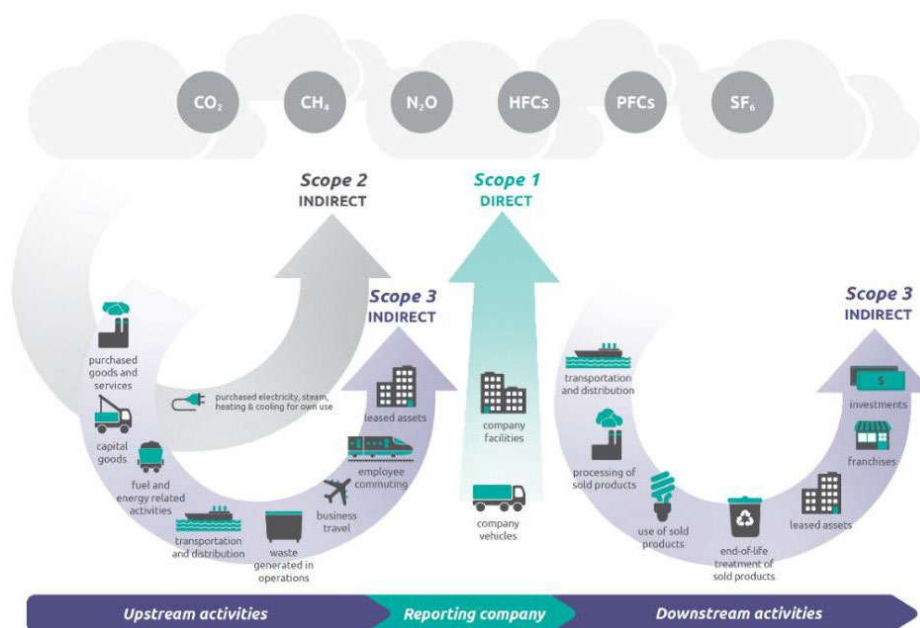 CO₂
CH₄
N₂O
HFCs
PFCs
SF₆
Scope 2
INDIRECT
Scope 1
DIRECT
Scope 3
INDIRECT
Scope 3
INDIRECT
purchased
goods and
services
capital
goods
fuel and
energy related
activities
transportation
and distribution
waste
generated in
operations
business
travel
employee
commuting
leased assets
purchased electricity, steam,
heating & cooling for own use
company
facilities
company
vehicles
transportation
and distribution
processing of
sold products
use of sold
products
end-of-life
treatment of
sold products
leased assets
franchises
$
investments
Upstream activities
Reporting company
Downstream activities